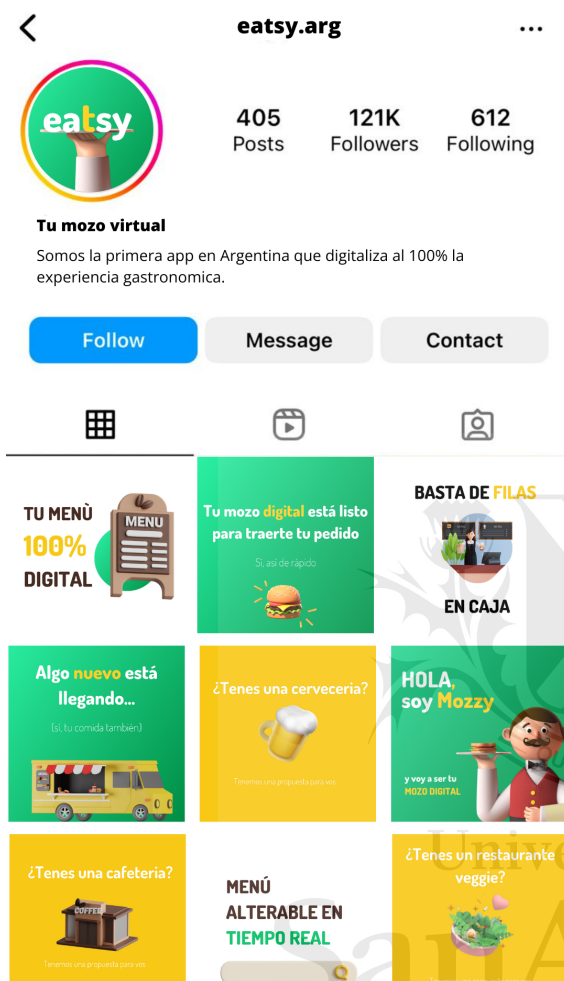 eatsy.arg
eatsy
405
Posts
121K
Followers
612
Following
Tu mozo virtual
Somos la primera app en Argentina que digitaliza al 100% la
experiencia gastronomica.
Follow
Message
Contact
TU MENÙ
100%
DIGITAL
MENU
Tu mozo digital está listo
para traerte tu pedido
Si, así de rápido
BASTA DE FILAS
EN CAJA
Algo nuevo está
llegando...
(si, tu comida también)
¿Tenes una cerveceria?
Tenemos una propuesta para vos
HOLA,
soy Mozzy
y voy a ser tu
MOZO DIGITAL
¿Tenes una cafeteria?
COFFEE
Tenemos una propuesta para vos
MENÚ
ALTERABLE EN
TIEMPO REAL
¿Tenes un restaurante
veggie?